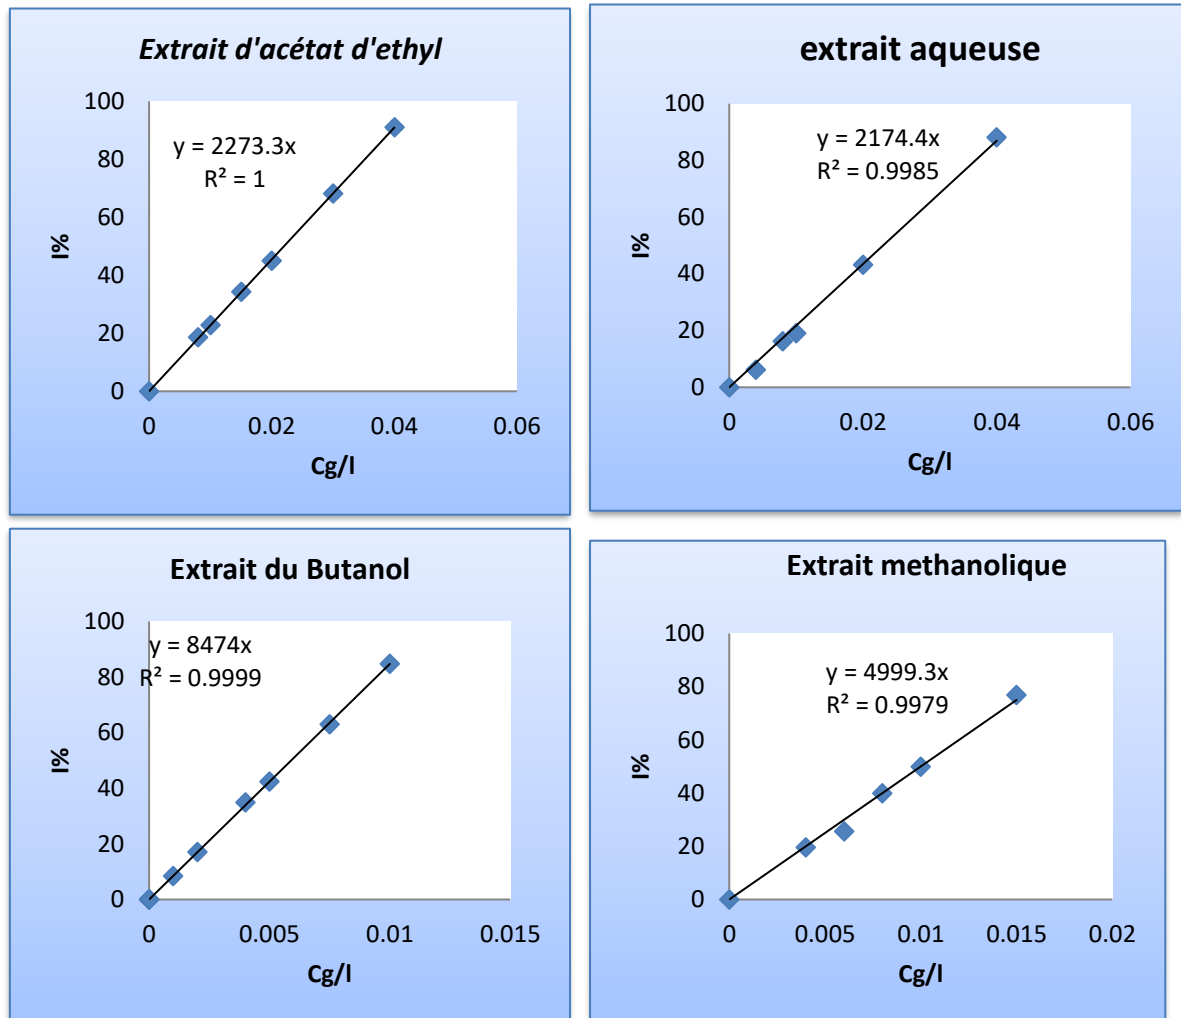 Extrait d'acétat d'ethyl
100
80
60
40
20
0
I%
y = 2273.3x
R² = 1
0 0.02 0.04 0.06
Cg/l
extrait aqueuse
100
80
60
40
20
0
I%
y = 2174.4x
R² = 0.9985
0 0.02 0.04 0.06
Cg/l
Extrait du Butanol
100
80
60
40
20
0
I%
y = 8474x
R² = 0.9999
0 0.005 0.01 0.015
Cg/l
Extrait methanolique
100
80
60
40
20
0
I%
y = 4999.3x
R² = 0.9979
0 0.005 0.01 0.015 0.02
Cg/l